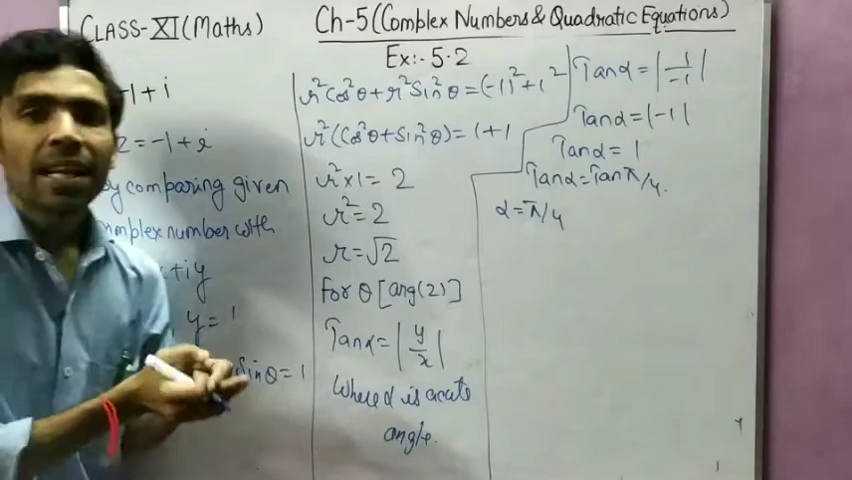 CLASS-XI(Maths)
Ch-5(Complex Numbers & Quadratic Equations)
Ex:- 5.2
-1+i
z = -1+i
by comparing given
complex number with
x+iy
y = 1
sinθ = 1
r²cos²θ + r²sin²θ = (-1)²+1²
r²(cos²θ+sin²θ) = 1+1
r²×1 = 2
r² = 2
r = √2
for θ [arg(z)]
Tanα = |y/x|
Where α is acute
angle.
Tanα = |1/-1|
Tanα = |-1|
Tanα = 1
Tanα = Tanπ/4.
α = π/4